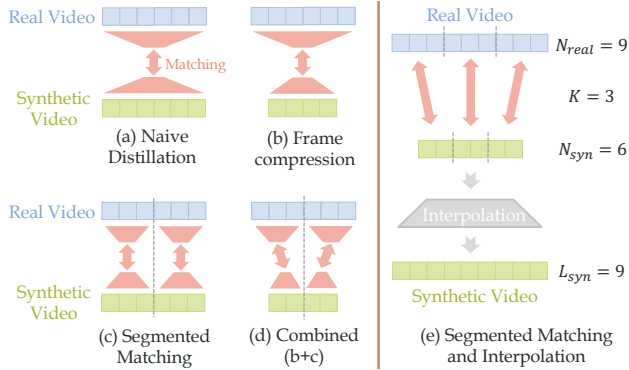 Real Video
Matching
Synthetic
Video
(a) Naive
Distillation
(b) Frame
compression
Real Video
Synthetic
Video
(c) Segmented
Matching
(d) Combined
(b+c)
Real Video
N_real = 9
K = 3
N_syn = 6
Interpolation
L_syn = 9
Synthetic Video
(e) Segmented Matching
and Interpolation